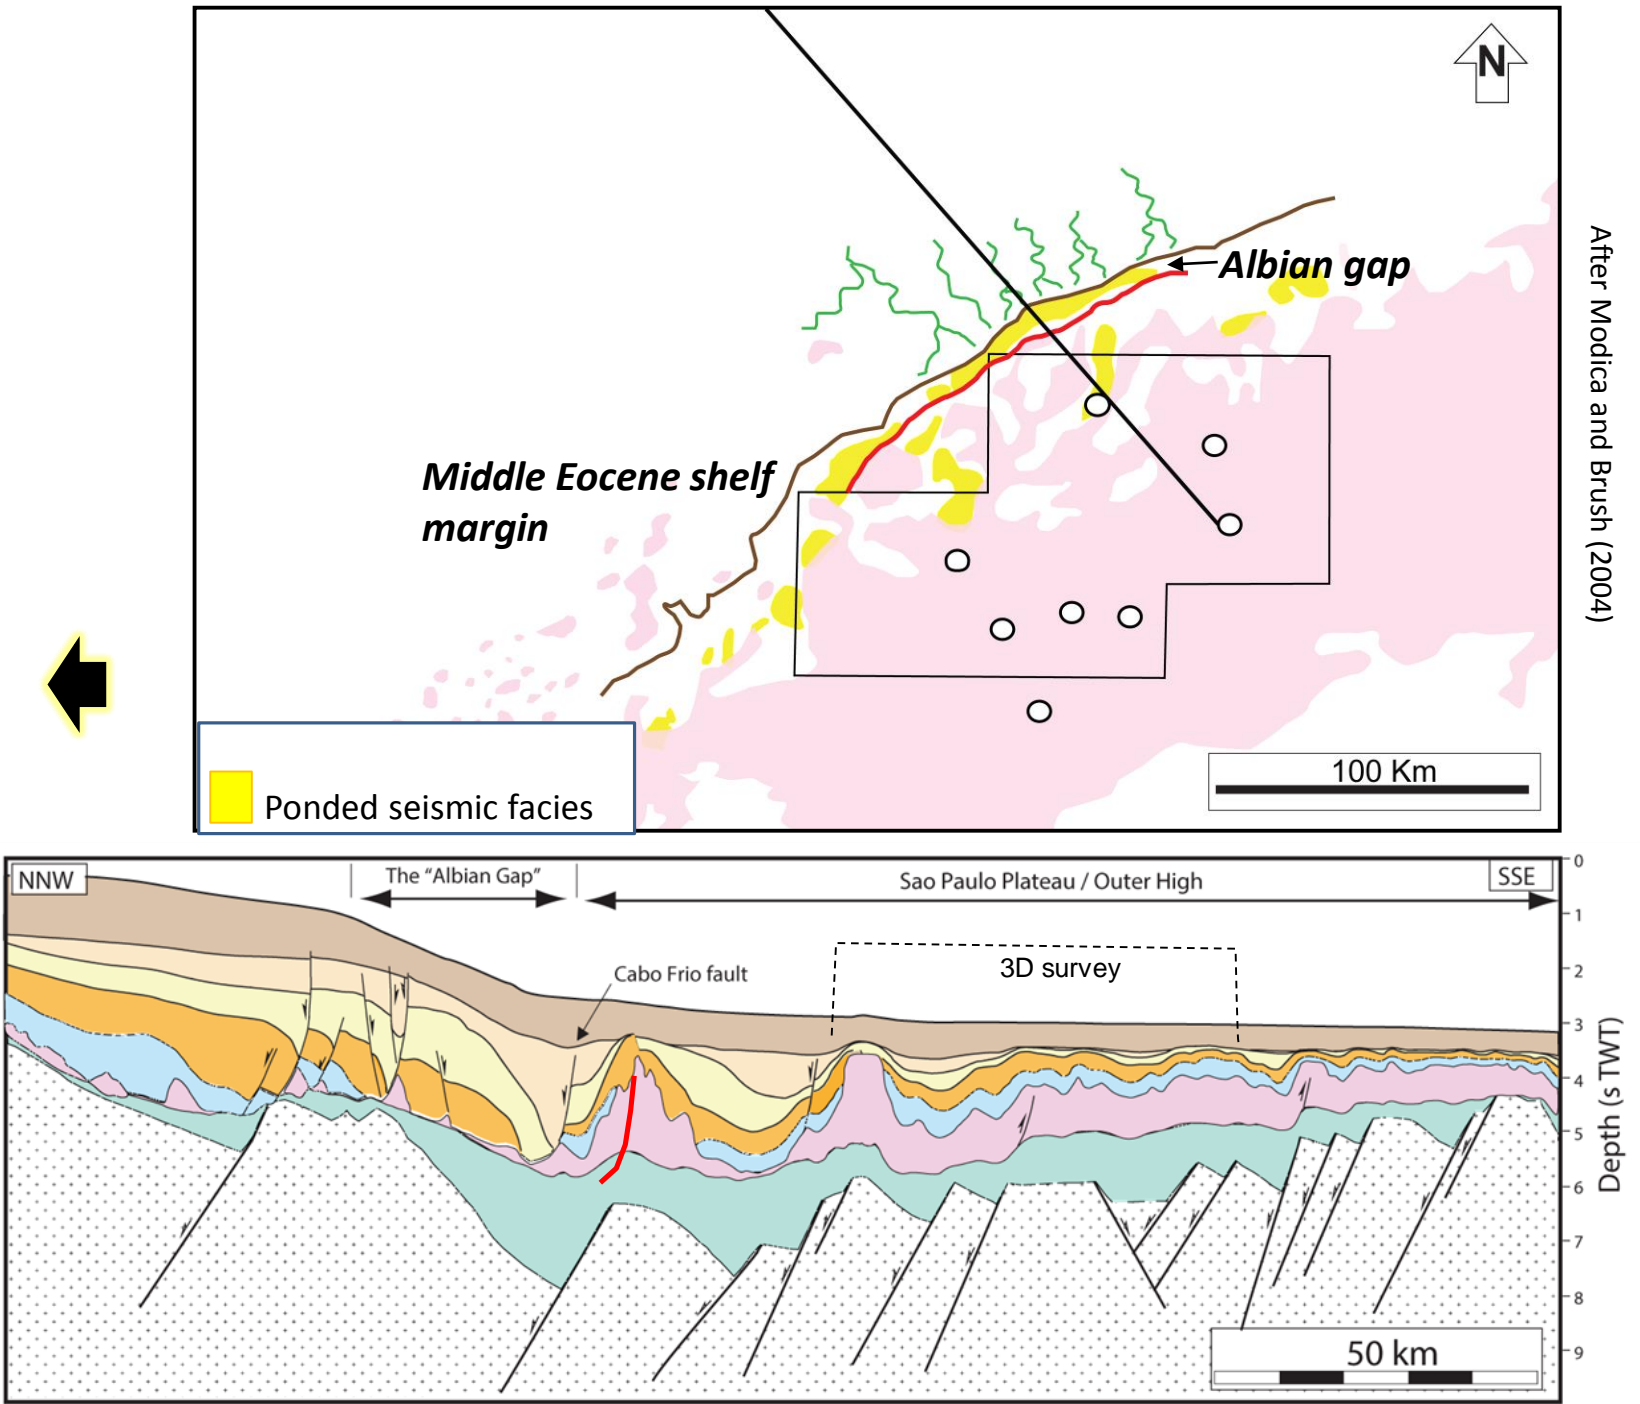 N
Albian gap
Middle Eocene shelf
margin
After Modica and Brush (2004)
100 Km
Ponded seismic facies
NNW
The "Albian Gap"
Sao Paulo Plateau / Outer High
SSE
Cabo Frio fault
3D survey
0
1
2
3
4
5
6
7
8
9
Depth (s TWT)
50 km